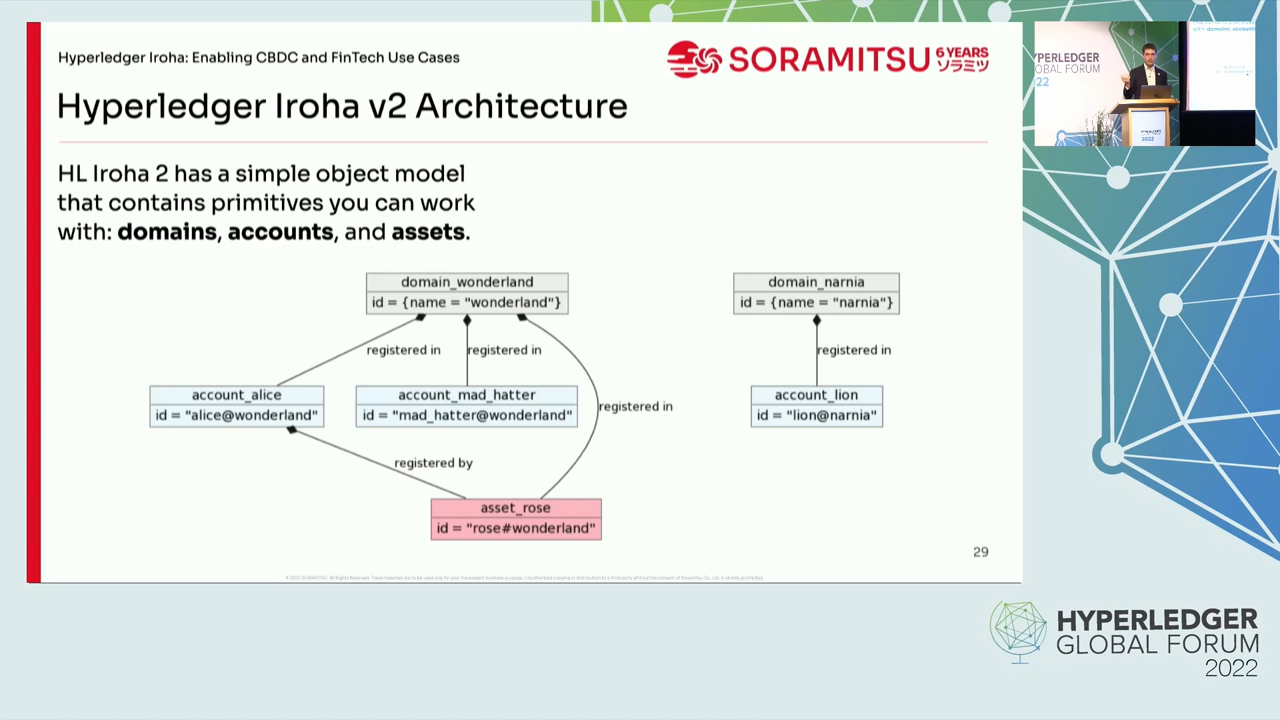 Hyperledger Iroha: Enabling CBDC and FinTech Use Cases
SORAMITSU
6 YEARS
ソラミツ
Hyperledger Iroha v2 Architecture
HL Iroha 2 has a simple object model
that contains primitives you can work
with: domains, accounts, and assets.
domain_wonderland
id = {name = "wonderland"}
domain_narnia
id = {name = "narnia"}
registered in
registered in
registered in
account_alice
id = "alice@wonderland"
account_mad_hatter
id = "mad_hatter@wonderland"
registered in
account_lion
id = "lion@narnia"
registered by
asset_rose
id = "rose#wonderland"
29
HYPERLEDGER
GLOBAL FORUM
2022